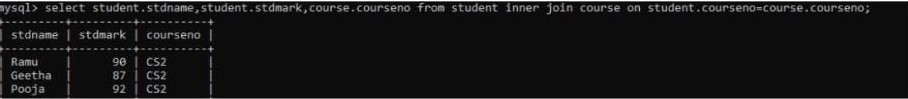 mysql> select student.stdname,student.stdmark,course.courseno from student inner join course on student.courseno=course.courseno;
+---------+---------+----------+
| stdname | stdmark | courseno |
+---------+---------+----------+
| Ramu    |      90 | CS2      |
| Geetha  |      87 | CS2      |
| Pooja   |      92 | CS2      |